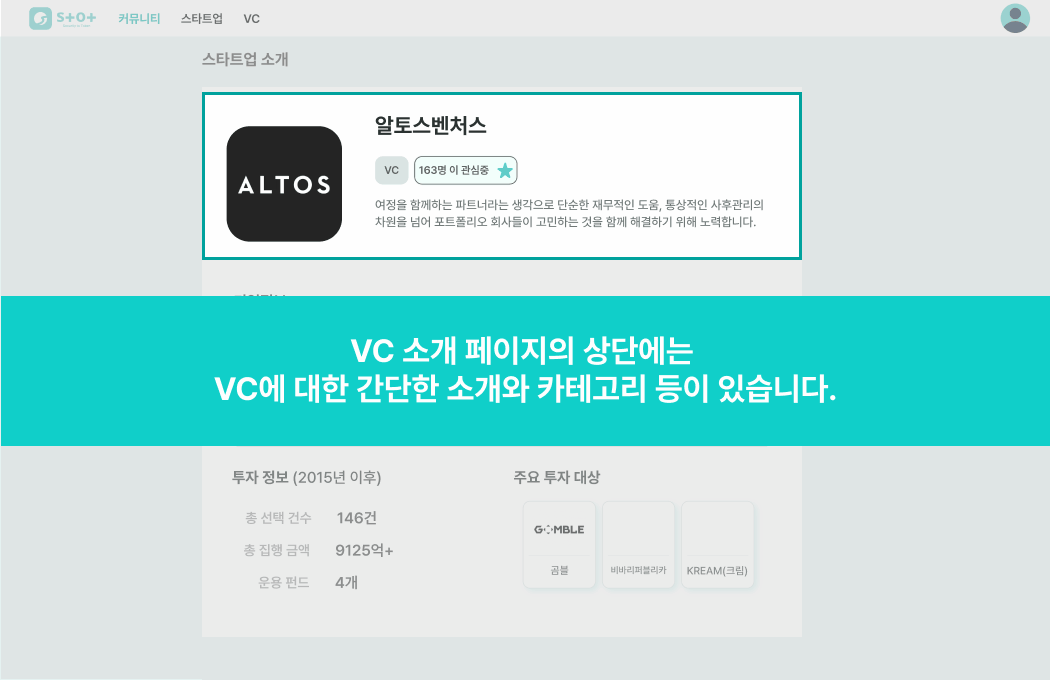 S+O+
커뮤니티
스타트업
VC
스타트업 소개
ALTOS
알토스벤처스
VC
163명 이 관심중
여정을 함께하는 파트너라는 생각으로 단순한 재무적인 도움, 통상적인 사후관리의
차원을 넘어 포트폴리오 회사들이 고민하는 것을 함께 해결하기 위해 노력합니다.
VC 소개 페이지의 상단에는
VC에 대한 간단한 소개와 카테고리 등이 있습니다.
투자 정보 (2015년 이후)
총 선택 건수 146건
총 집행 금액 9125억+
운용 펀드 4개
주요 투자 대상
GOMBLE
곰블
비바리퍼블리카
KREAM(크림)